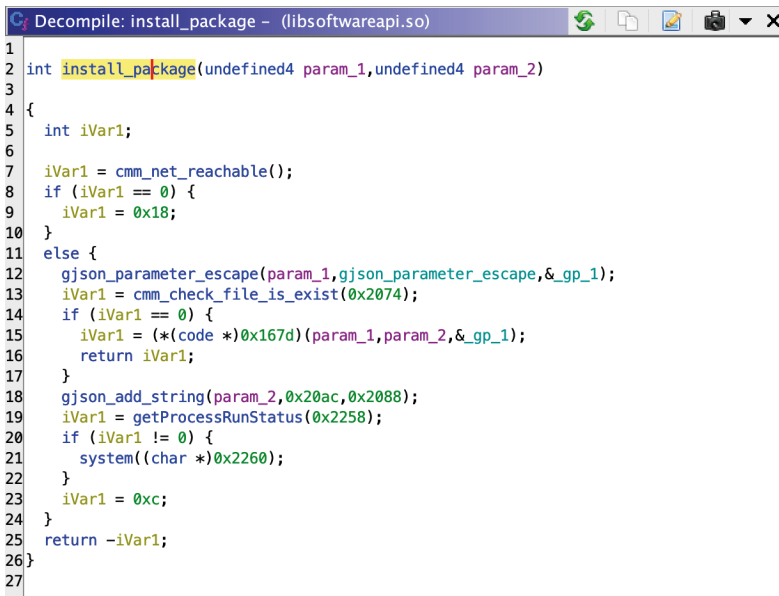 Decompile: install_package – (libsoftwareapi.so)
1
2 int install_package(undefined4 param_1,undefined4 param_2)
3
4 {
5 int iVar1;
6
7 iVar1 = cmm_net_reachable();
8 if (iVar1 == 0) {
9 iVar1 = 0x18;
10 }
11 else {
12 gjson_parameter_escape(param_1,gjson_parameter_escape,&_gp_1);
13 iVar1 = cmm_check_file_is_exist(0x2074);
14 if (iVar1 == 0) {
15 iVar1 = (*(code *)0x167d)(param_1,param_2,&_gp_1);
16 return iVar1;
17 }
18 gjson_add_string(param_2,0x20ac,0x2088);
19 iVar1 = getProcessRunStatus(0x2258);
20 if (iVar1 != 0) {
21 system((char *)0x2260);
22 }
23 iVar1 = 0xc;
24 }
25 return -iVar1;
26 }
27